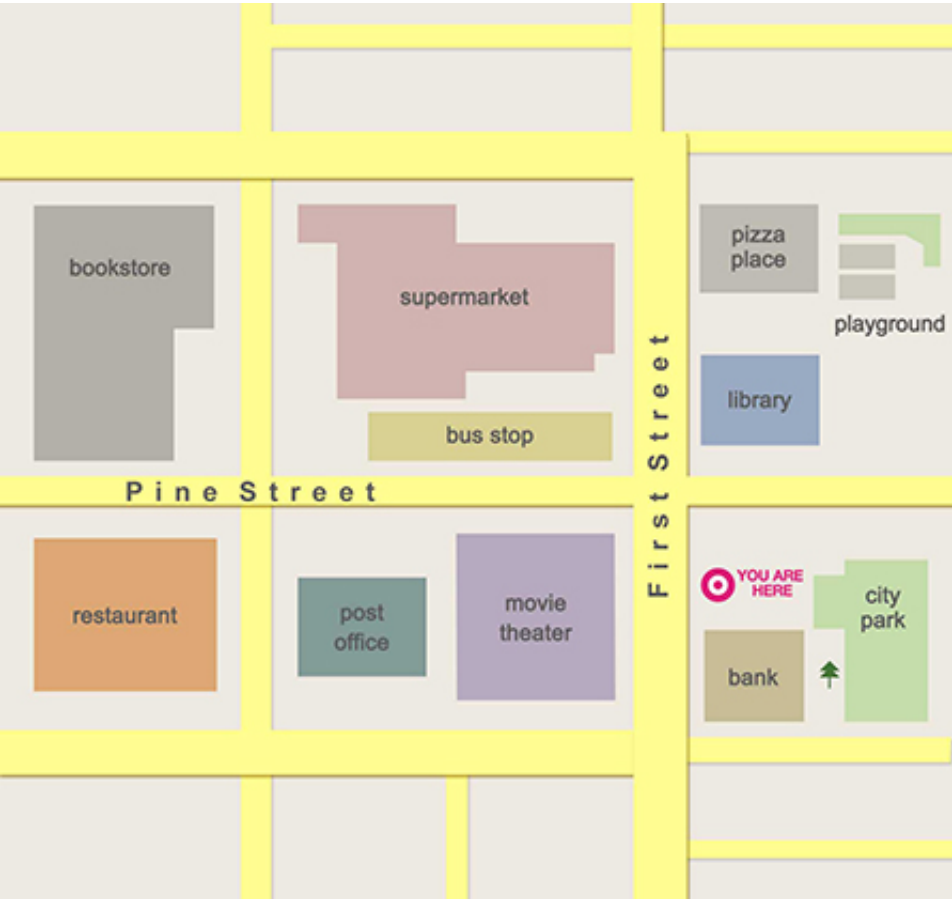 pizza
place
bookstore
supermarket
playground
library
bus stop
First Street
Pine Street
YOU ARE
HERE
city
park
restaurant
post
office
movie
theater
bank